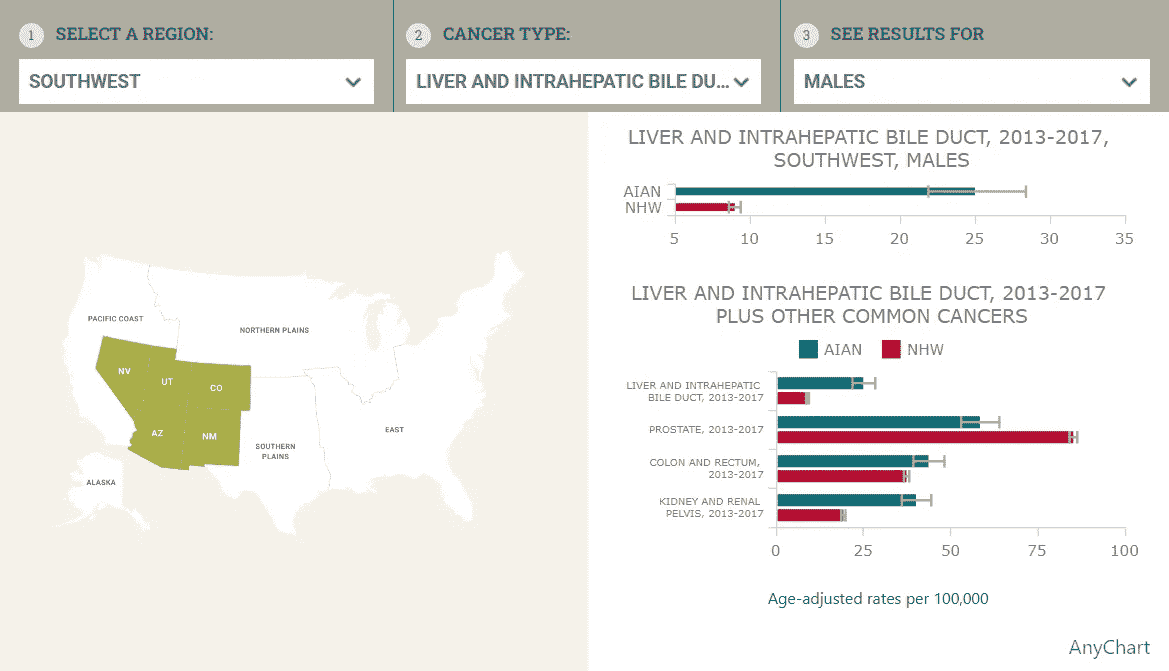 1 SELECT A REGION:
SOUTHWEST
2 CANCER TYPE:
LIVER AND INTRAHEPATIC BILE DU...
3 SEE RESULTS FOR
MALES
PACIFIC COAST
NORTHERN PLAINS
NV
UT
CO
AZ
NM
EAST
SOUTHERN
PLAINS
ALASKA
LIVER AND INTRAHEPATIC BILE DUCT, 2013-2017,
SOUTHWEST, MALES
AIAN
NHW
5 10 15 20 25 30 35
LIVER AND INTRAHEPATIC BILE DUCT, 2013-2017
PLUS OTHER COMMON CANCERS
AIAN NHW
LIVER AND INTRAHEPATIC
BILE DUCT, 2013-2017
PROSTATE, 2013-2017
COLON AND RECTUM,
2013-2017
KIDNEY AND RENAL
PELVIS, 2013-2017
0 25 50 75 100
Age-adjusted rates per 100,000
AnyChart